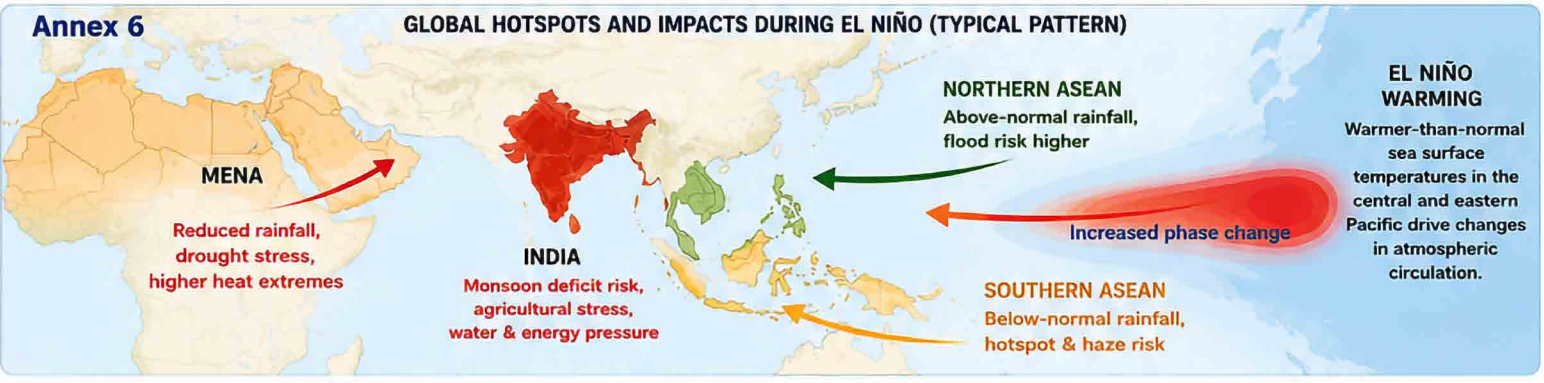 Annex 6
GLOBAL HOTSPOTS AND IMPACTS DURING EL NIÑO (TYPICAL PATTERN)
MENA
Reduced rainfall,
drought stress,
higher heat extremes
INDIA
Monsoon deficit risk,
agricultural stress,
water & energy pressure
NORTHERN ASEAN
Above-normal rainfall,
flood risk higher
Increased phase change
SOUTHERN ASEAN
Below-normal rainfall,
hotspot & haze risk
EL NIÑO
WARMING
Warmer-than-normal
sea surface
temperatures in the
central and eastern
Pacific drive changes
in atmospheric
circulation.